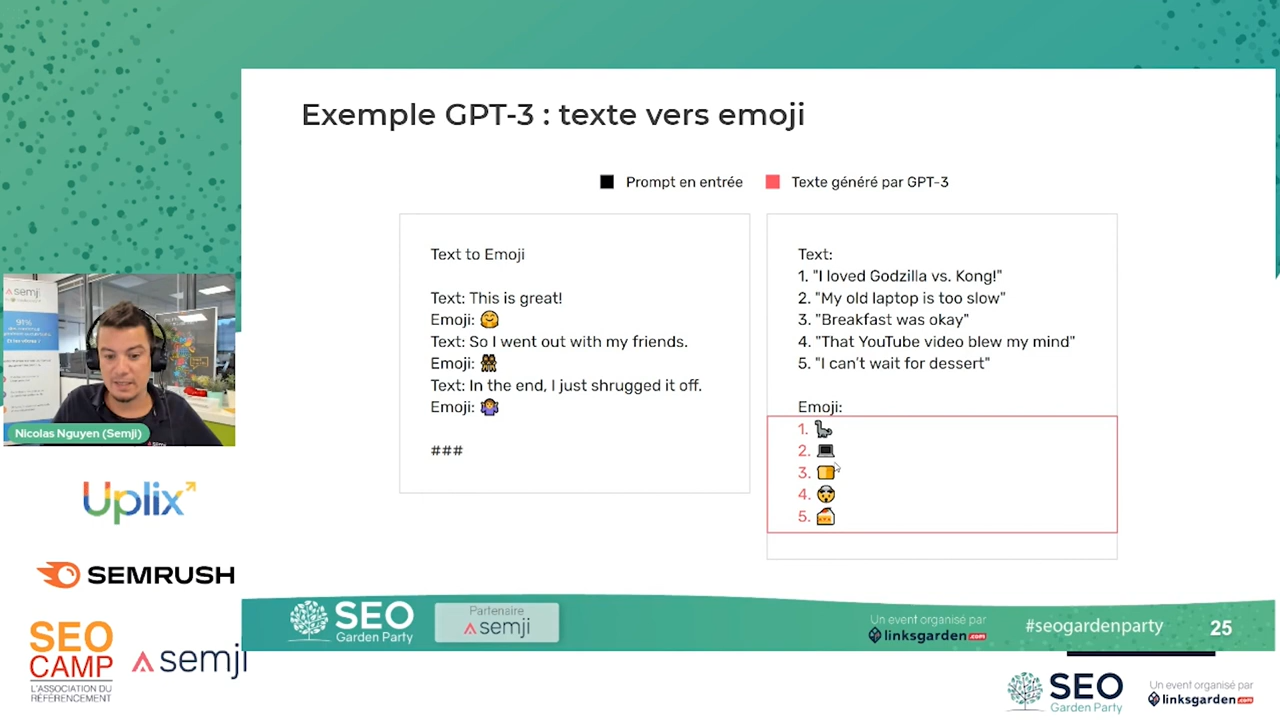 Exemple GPT-3 : texte vers emoji
Prompt en entrée
Texte généré par GPT-3
Text to Emoji
Text: This is great!
Emoji: 🤗
Text: So I went out with my friends.
Emoji:
Text: In the end, I just shrugged it off.
Emoji: 🤷‍♀️
###
Text:
1. "I loved Godzilla vs. Kong!"
2. "My old laptop is too slow"
3. "Breakfast was okay"
4. "That YouTube video blew my mind"
5. "I can't wait for dessert"
Emoji:
1. 🦕
2. 💻
3. 🍞
4. 🤯
5. 🍰
semji
91%
Nicolas Nguyen (Semji)
Uplix
SEMRUSH
SEO
CAMP
L'ASSOCIATION DU
RÉFÉRENCEMENT
semji
SEO
Garden Party
Partenaire
semji
Un event organisé par
linksgarden.com
#seogardenparty
25
SEO
Garden Party
Un event organisé par
linksgarden.com